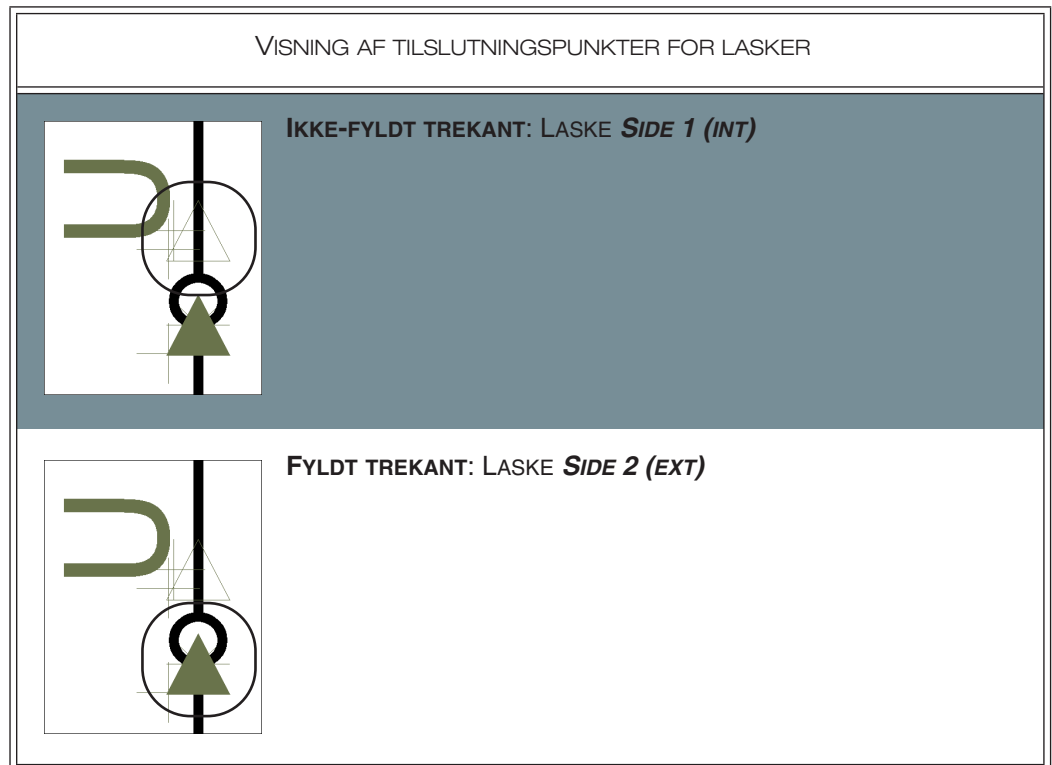 VISNING AF TILSLUTNINGSPUNKTER FOR LASKER
IKKE-FYLDT TREKANT: LASKE SIDE 1 (INT)
FYLDT TREKANT: LASKE SIDE 2 (EXT)